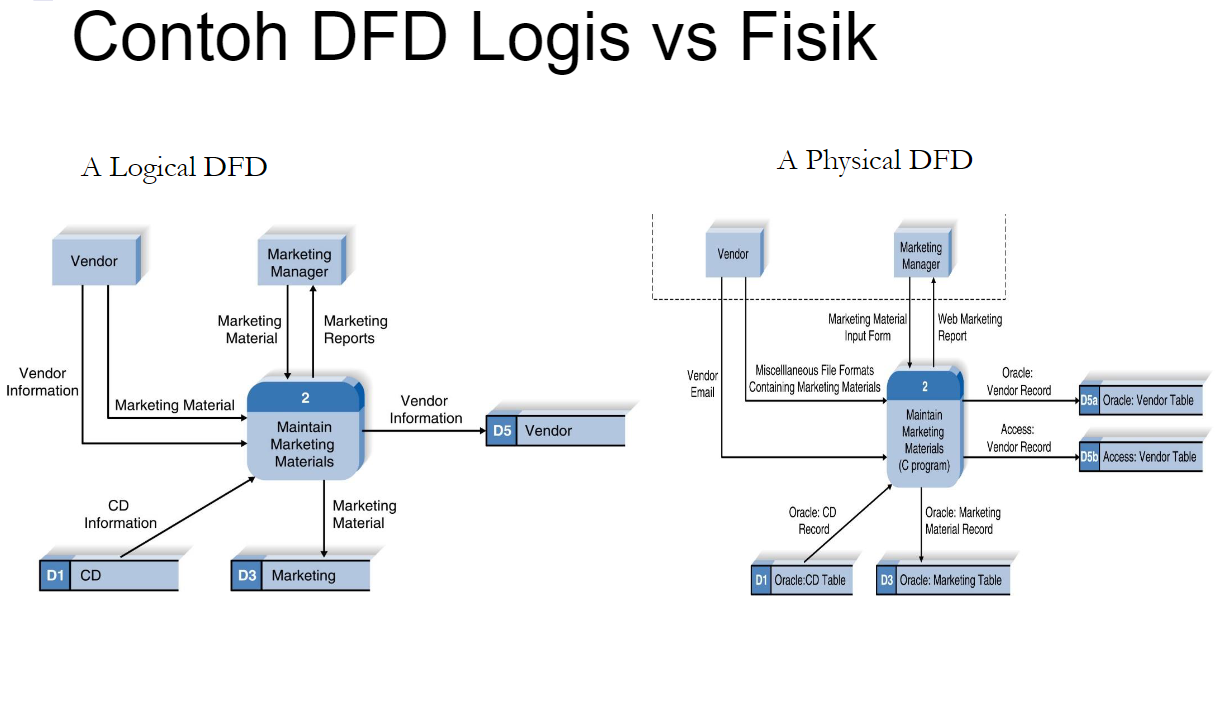 Contoh DFD Logis vs Fisik
A Logical DFD
Vendor
Marketing
Manager
Marketing
Material
Marketing
Reports
Vendor
Information
Marketing Material
2
Maintain
Marketing
Materials
Vendor
Information
D5 Vendor
CD
Information
Marketing
Material
D1 CD
D3 Marketing
A Physical DFD
Vendor
Marketing
Manager
Marketing Material
Input Form
Web Marketing
Report
Vendor
Email
Miscellaneous File Formats
Containing Marketing Materials
2
Maintain
Marketing
Materials
(C program)
Oracle:
Vendor Record
D5a Oracle: Vendor Table
Access:
Vendor Record
D5b Access: Vendor Table
Oracle: CD
Record
Oracle: Marketing
Material Record
D1 Oracle:CD Table
D3 Oracle: Marketing Table